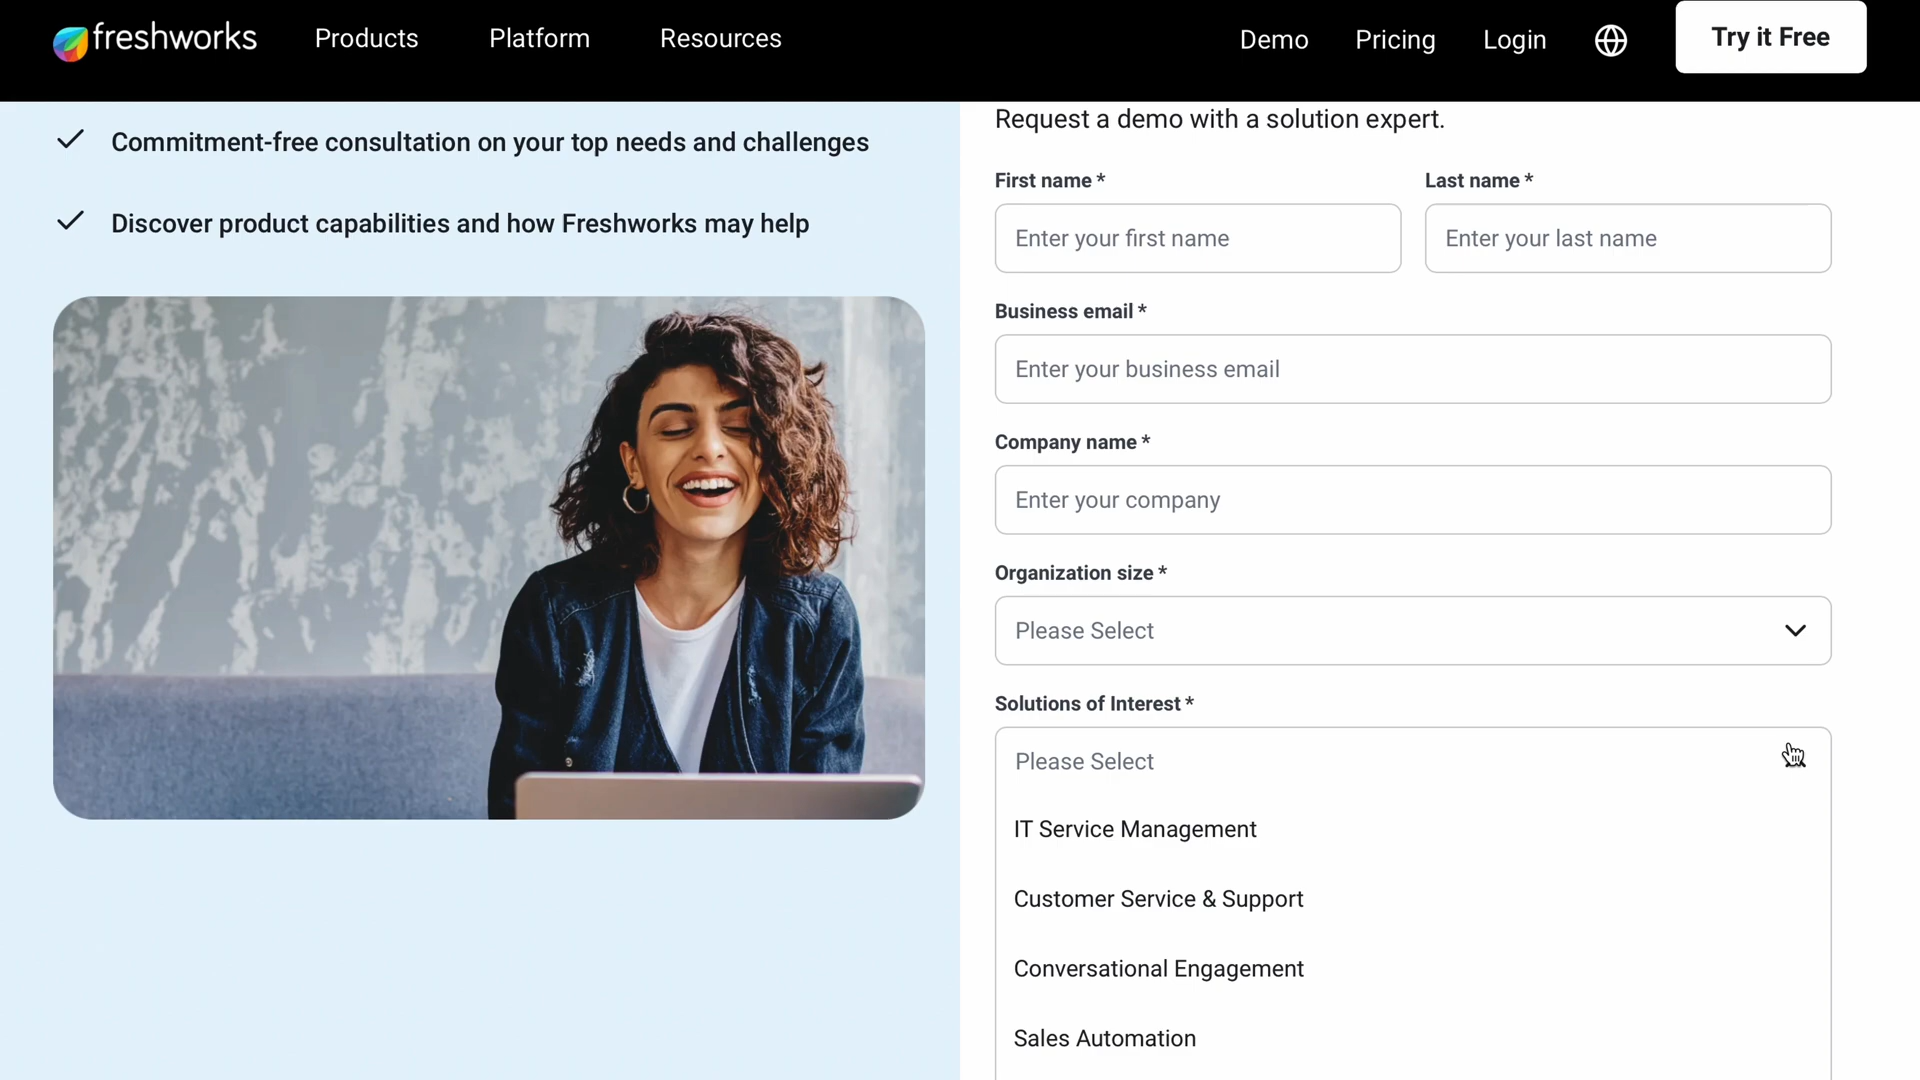 freshworks
Products
Platform
Resources
Demo
Pricing
Login
Try it Free
Commitment-free consultation on your top needs and challenges
Discover product capabilities and how Freshworks may help
Request a demo with a solution expert.
First name *
Last name *
Enter your first name
Enter your last name
Business email *
Enter your business email
Company name *
Enter your company
Organization size *
Please Select
Solutions of Interest *
Please Select
IT Service Management
Customer Service & Support
Conversational Engagement
Sales Automation